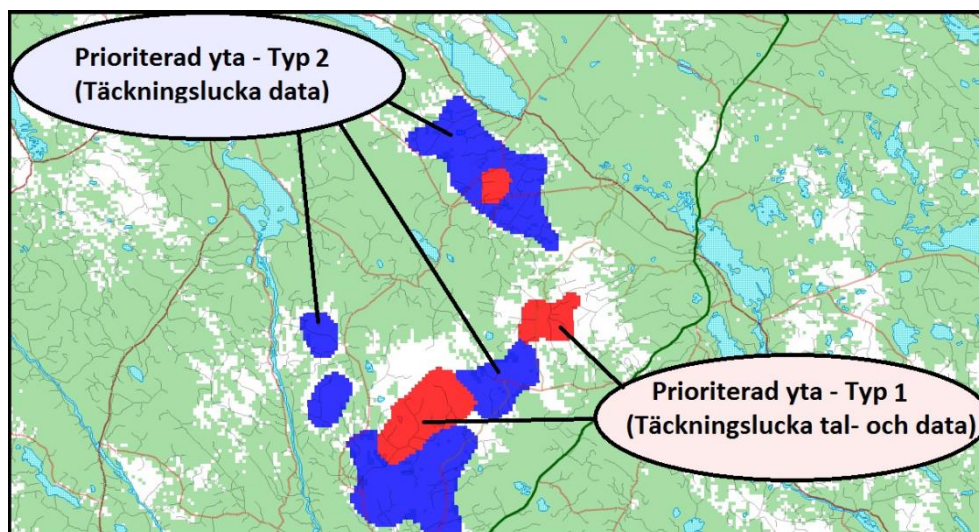 Prioriterad yta - Typ 2
(Täckningslucka data)
Prioriterad yta - Typ 1
(Täckningslucka tal- och data)